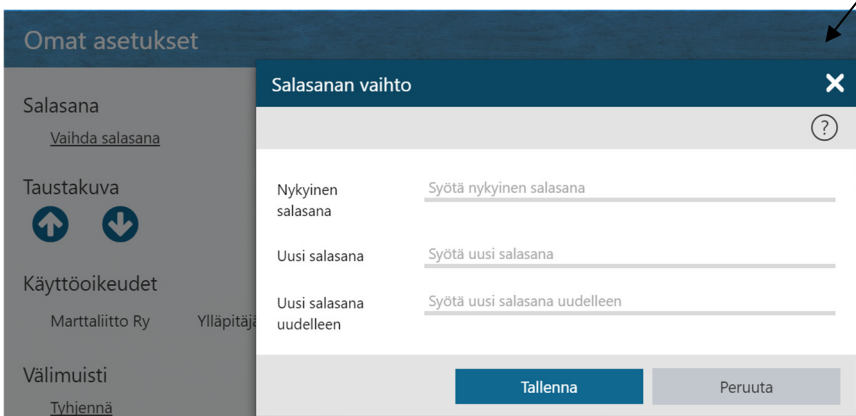 Omat asetukset
Salasana
Vaihda salasana
Taustakuva
Käyttöoikeudet
Marttaliitto Ry Ylläpitäjä
Välimuisti
Tyhjennä
Salasanan vaihto
?
Nykyinen
salasana
Syötä nykyinen salasana
Uusi salasana
Syötä uusi salasana
Uusi salasana
uudelleen
Syötä uusi salasana uudelleen
Tallenna
Peruuta